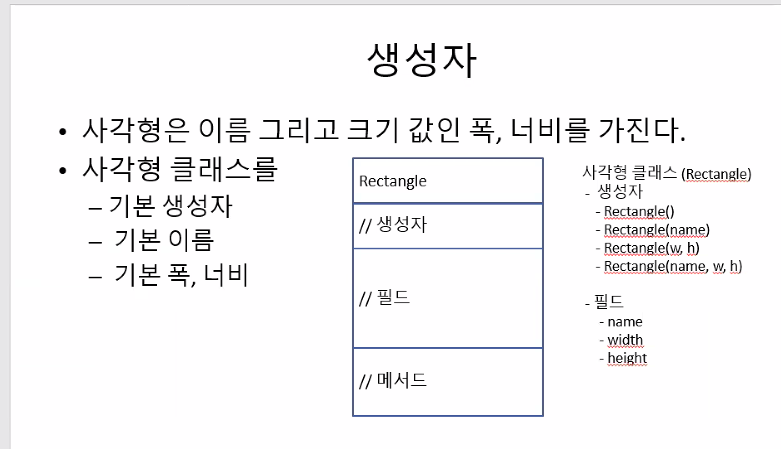 생성자
• 사각형은 이름 그리고 크기 값인 폭, 너비를 가진다.
• 사각형 클래스를
– 기본 생성자
– 기본 이름
– 기본 폭, 너비
Rectangle
// 생성자
// 필드
// 메서드
사각형 클래스 (Rectangle)
- 생성자
- Rectangle()
- Rectangle(name)
- Rectangle(w, h)
- Rectangle(name, w, h)
- 필드
- name
- width
- height